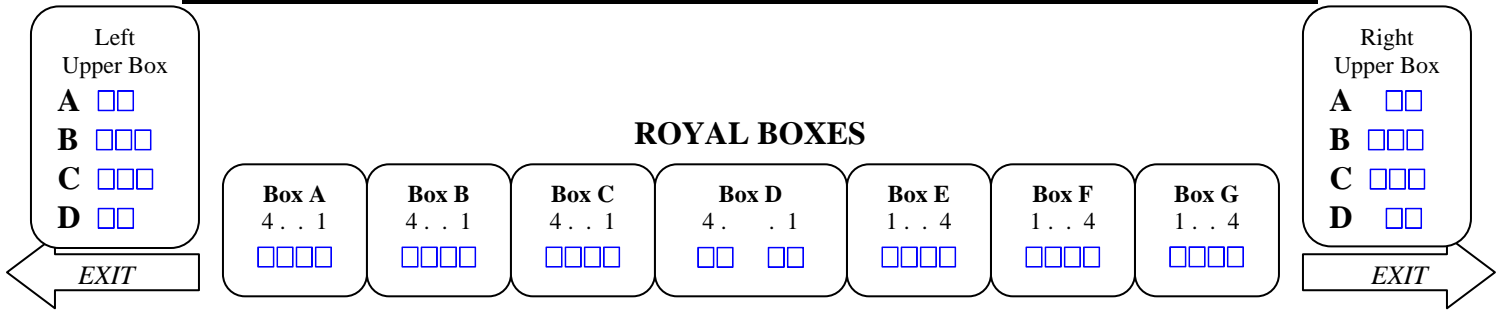 Left
Upper Box
A
B
C
D
EXIT
ROYAL BOXES
Box A
4 . . 1
Box B
4 . . 1
Box C
4 . . 1
Box D
4 . . 1
Box E
1 . . 4
Box F
1 . . 4
Box G
1 . . 4
Right
Upper Box
A
B
C
D
EXIT